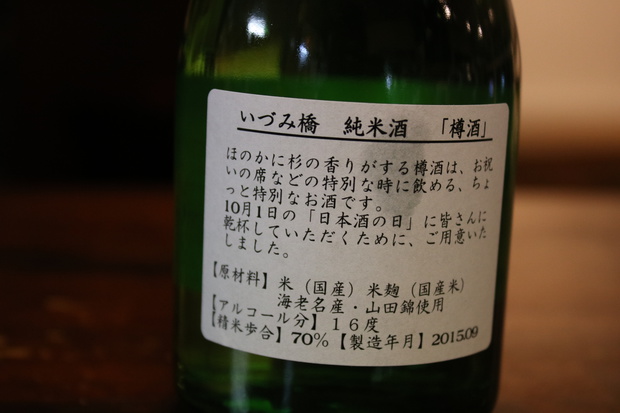 いづみ橋 純米酒 「樽酒」
ほのかに杉の香りがする樽酒は、お祝
いの席などの特別な時に飲める、ちょ
っと特別なお酒です。
10月1日の「日本酒の日」に皆さんに
乾杯していただくために、ご用意いた
しました。
【原材料】米(国産)米麹(国産米)
海老名産・山田錦使用
【アルコール分】16度
【精米歩合】70%【製造年月】2015.09